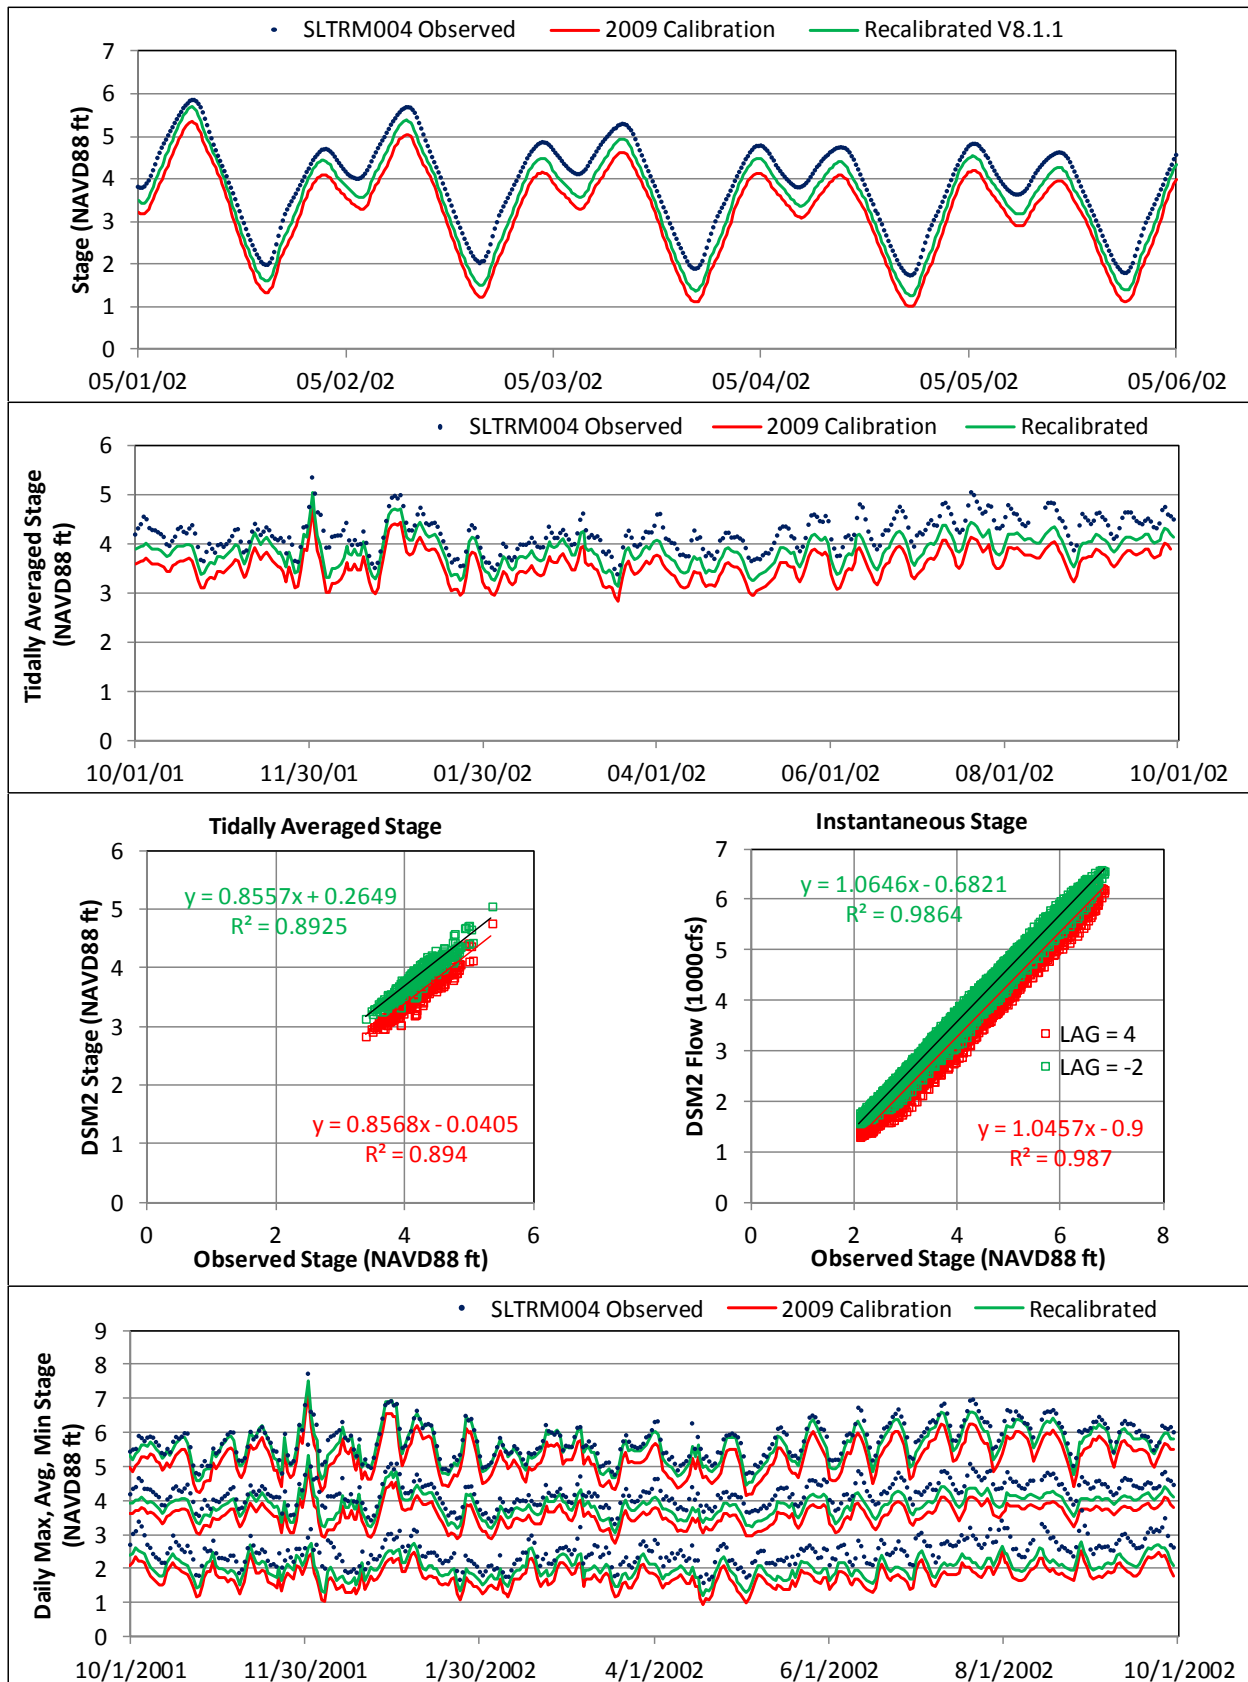 SLTRM004 Observed 2009 Calibration Recalibrated V8.1.1
Stage (NAVD88 ft)
7
6
5
4
3
2
1
0
05/01/02 05/02/02 05/03/02 05/04/02 05/05/02 05/06/02
SLTRM004 Observed 2009 Calibration Recalibrated
Tidally Averaged Stage
(NAVD88 ft)
6
5
4
3
2
1
0
10/01/01 11/30/01 01/30/02 04/01/02 06/01/02 08/01/02 10/01/02
Tidally Averaged Stage
DSM2 Stage (NAVD88 ft)
6
5
4
3
2
1
0
y = 0.8557x + 0.2649
R² = 0.8925
y = 0.8568x - 0.0405
R² = 0.894
0 2 4 6
Observed Stage (NAVD88 ft)
Instantaneous Stage
DSM2 Flow (1000cfs)
7
6
5
4
3
2
1
0
y = 1.0646x - 0.6821
R² = 0.9864
LAG = 4
LAG = -2
y = 1.0457x - 0.9
R² = 0.987
0 2 4 6 8
Observed Stage (NAVD88 ft)
SLTRM004 Observed 2009 Calibration Recalibrated
Daily Max, Avg, Min Stage
(NAVD88 ft)
9
8
7
6
5
4
3
2
1
0
10/1/2001 11/30/2001 1/30/2002 4/1/2002 6/1/2002 8/1/2002 10/1/2002